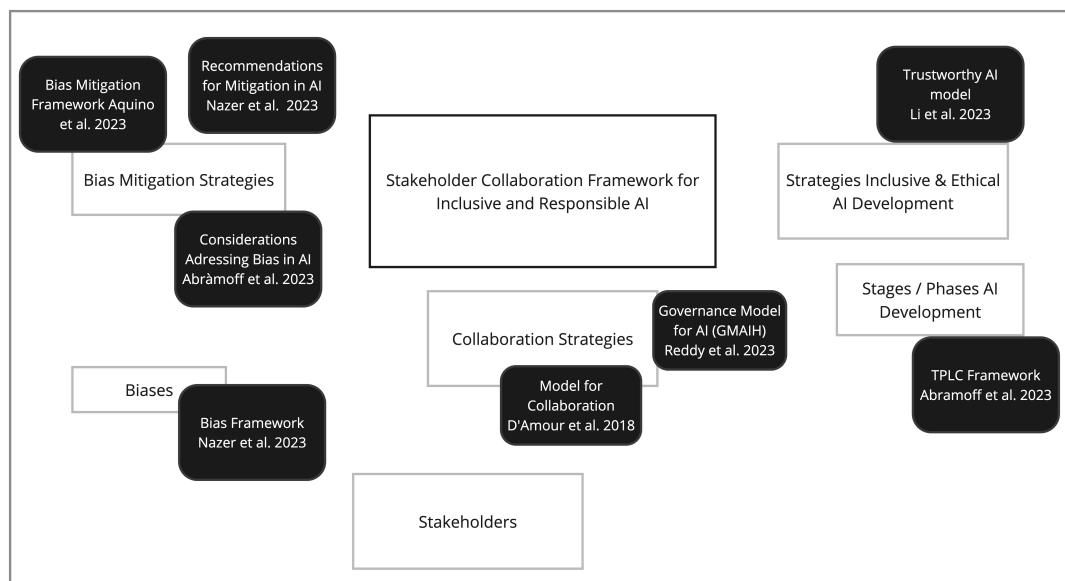 Bias Mitigation
Framework Aquino
et al. 2023
Recommendations
for Mitigation in AI
Nazer et al.  2023
Trustworthy AI
model
Li et al. 2023
Bias Mitigation Strategies
Stakeholder Collaboration Framework for
Inclusive and Responsible AI
Strategies Inclusive & Ethical
AI Development
Considerations
Adressing Bias in AI
Abràmoff et al. 2023
Stages / Phases AI
Development
Collaboration Strategies
Governance Model
for AI (GMAIH)
Reddy et al. 2023
Model for
Collaboration
D'Amour et al. 2018
TPLC Framework
Abramoff et al. 2023
Biases
Bias Framework
Nazer et al. 2023
Stakeholders